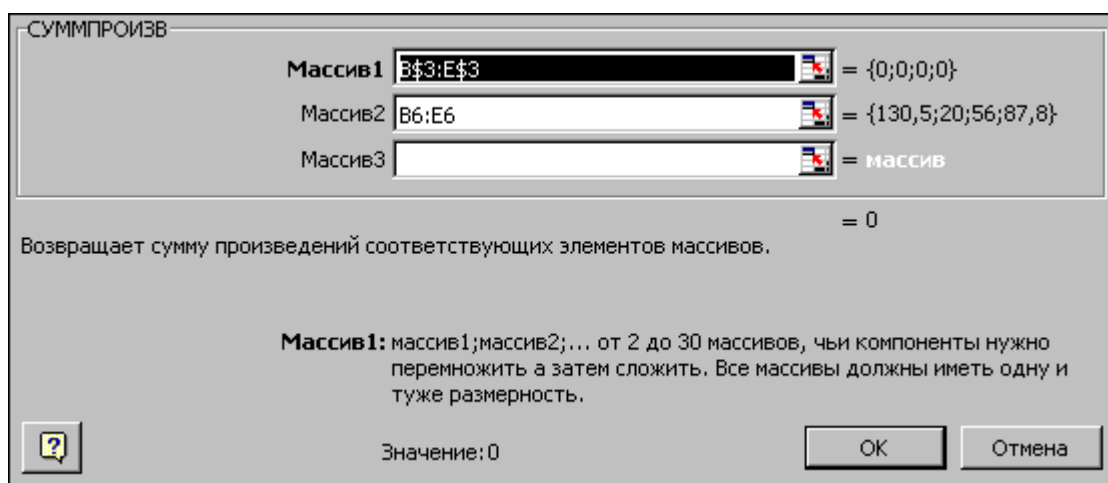 СУММПРОИЗВ
Массив1 B$3:E$3 = {0;0;0;0}
Массив2 B6:E6 = {130,5;20;56;87,8}
Массив3 = массив
= 0
Возвращает сумму произведений соответствующих элементов массивов.
Массив1: массив1;массив2;... от 2 до 30 массивов, чьи компоненты нужно
перемножить а затем сложить. Все массивы должны иметь одну и
туже размерность.
? Значение:0 OK Отмена